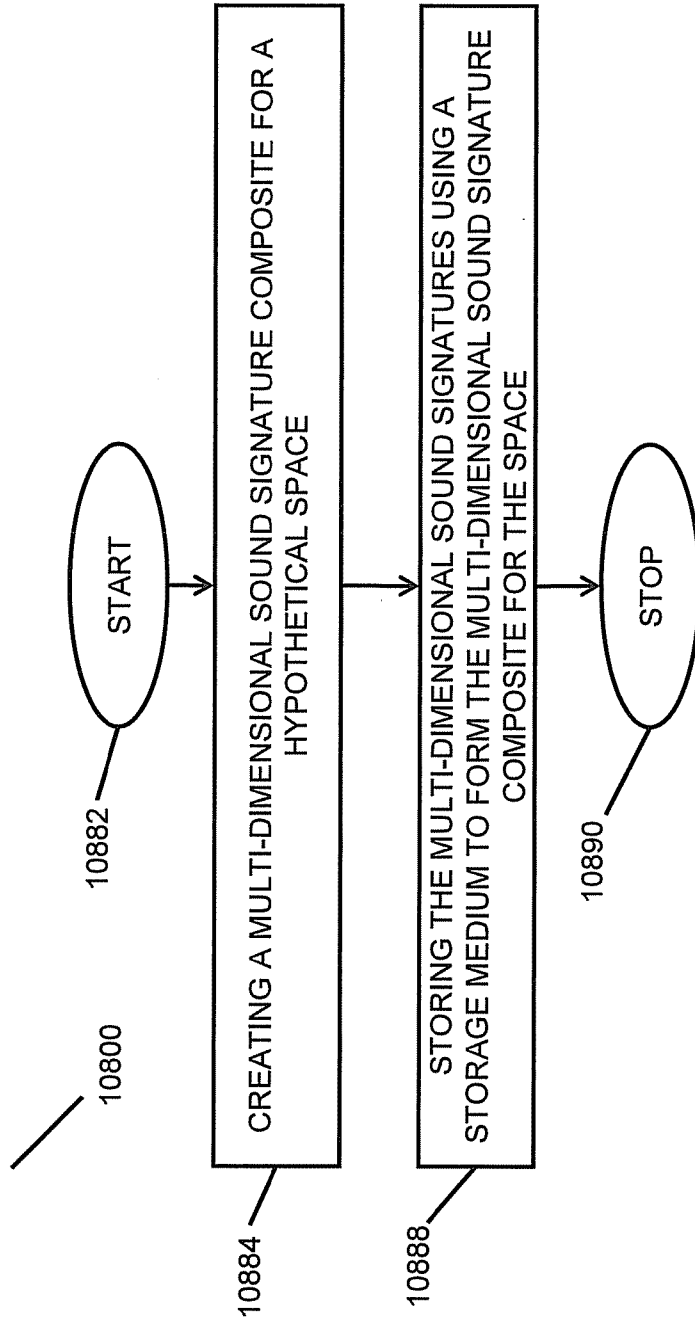 10800
10882
START
10884
CREATING A MULTI-DIMENSIONAL SOUND SIGNATURE COMPOSITE FOR A
HYPOTHETICAL SPACE
10888
STORING THE MULTI-DIMENSIONAL SOUND SIGNATURES USING A
STORAGE MEDIUM TO FORM THE MULTI-DIMENSIONAL SOUND SIGNATURE
COMPOSITE FOR THE SPACE
10890
STOP